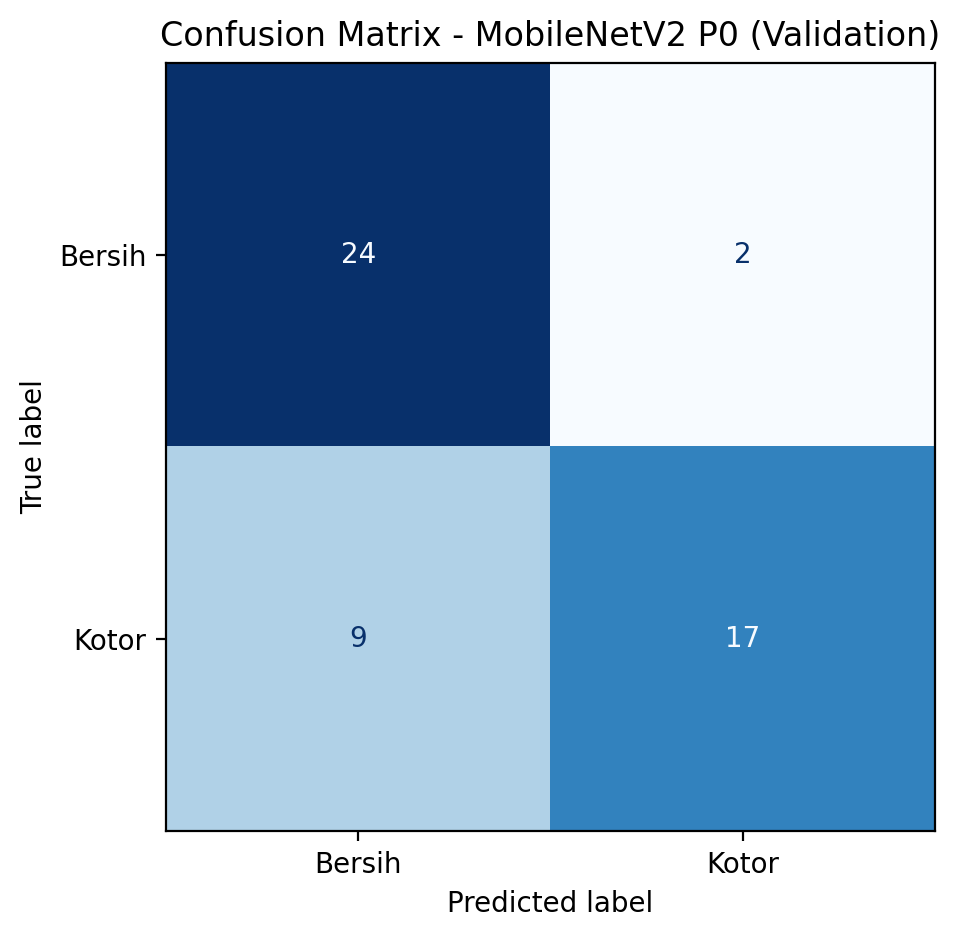 Confusion Matrix - MobileNetV2 P0 (Validation)
True label
Bersih
24
2
Kotor
9
17
Bersih
Kotor
Predicted label